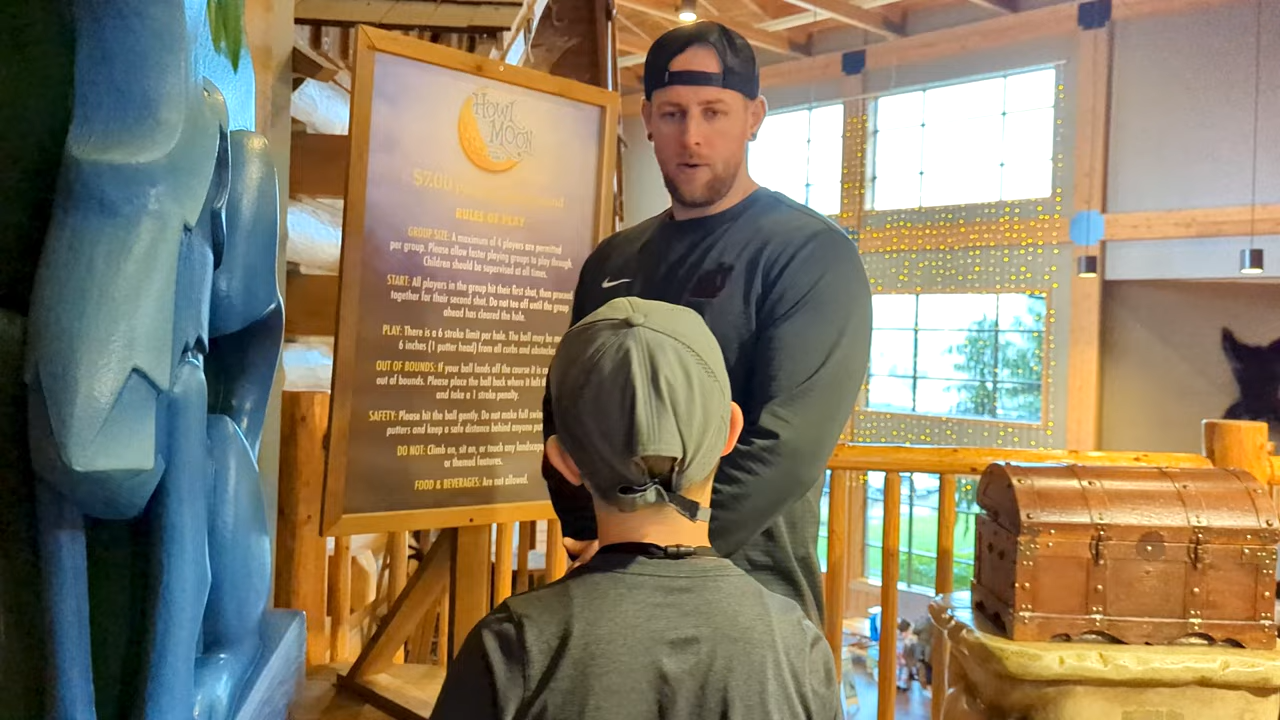 HOWL
MOON
$7.00
RULES OF PLAY
GROUP SIZE: A maximum of 4 players are permitted
per group. Please allow faster playing groups to play through.
Children should be supervised at all times.
START: All players in the group hit their first shot, then proceed
together for their second shot. Do not tee off until the group
ahead has cleared the hole.
PLAY: There is a 6 stroke limit per hole. The ball may be
6 inches (1 putter head) from all curbs and obstacles
OUT OF BOUNDS: If your ball lands off the course it is
out of bounds. Please place the ball back where it left
and take a 1 stroke penalty.
SAFETY: Please hit the ball gently. Do not make full
putters and keep a safe distance behind anyone
DO NOT: Climb on, sit on, or touch any landscape
or themed features.
FOOD & BEVERAGES: Are not allowed.